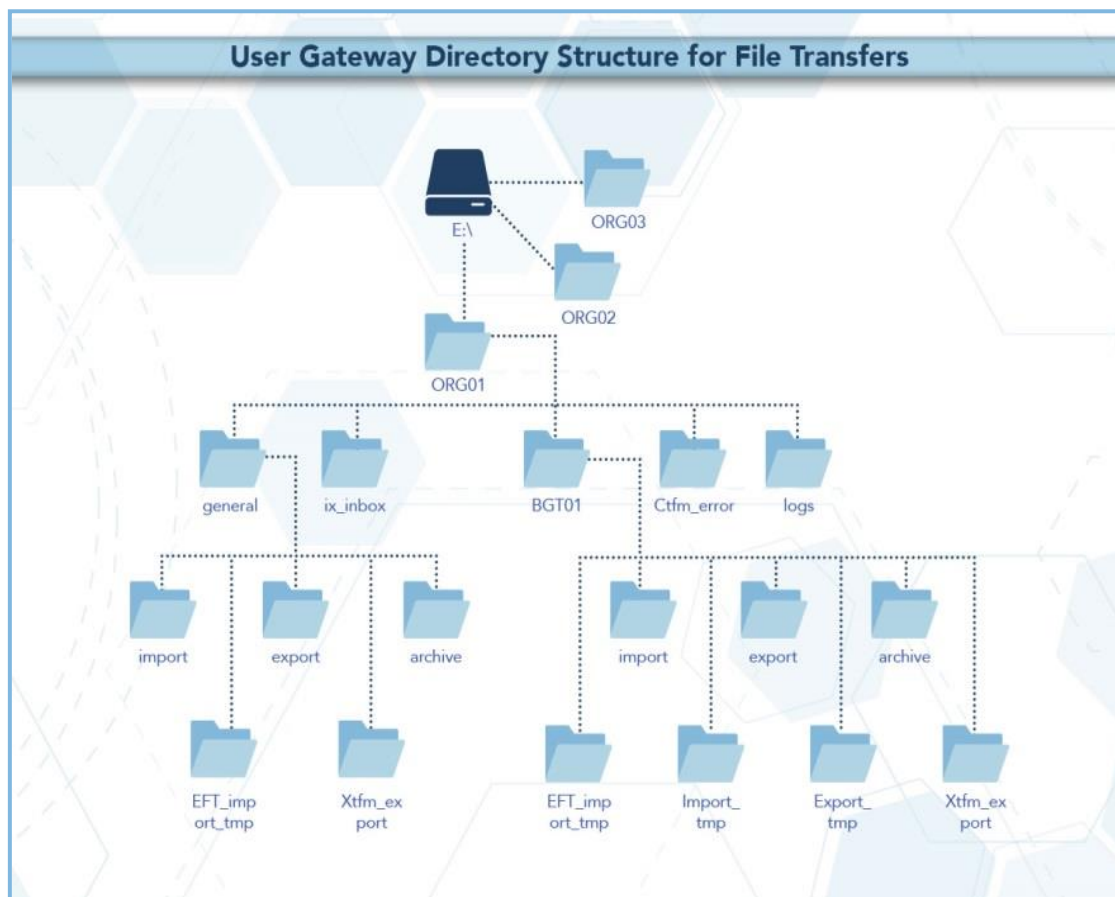 User Gateway Directory Structure for File Transfers
E:\
ORG03
ORG02
ORG01
general
ix_inbox
BGT01
Ctfm_error
logs
import
export
archive
import
export
archive
EFT_imp
ort_tmp
Xtfm_ex
port
EFT_imp
ort_tmp
Import_
tmp
Export_
tmp
Xtfm_ex
port